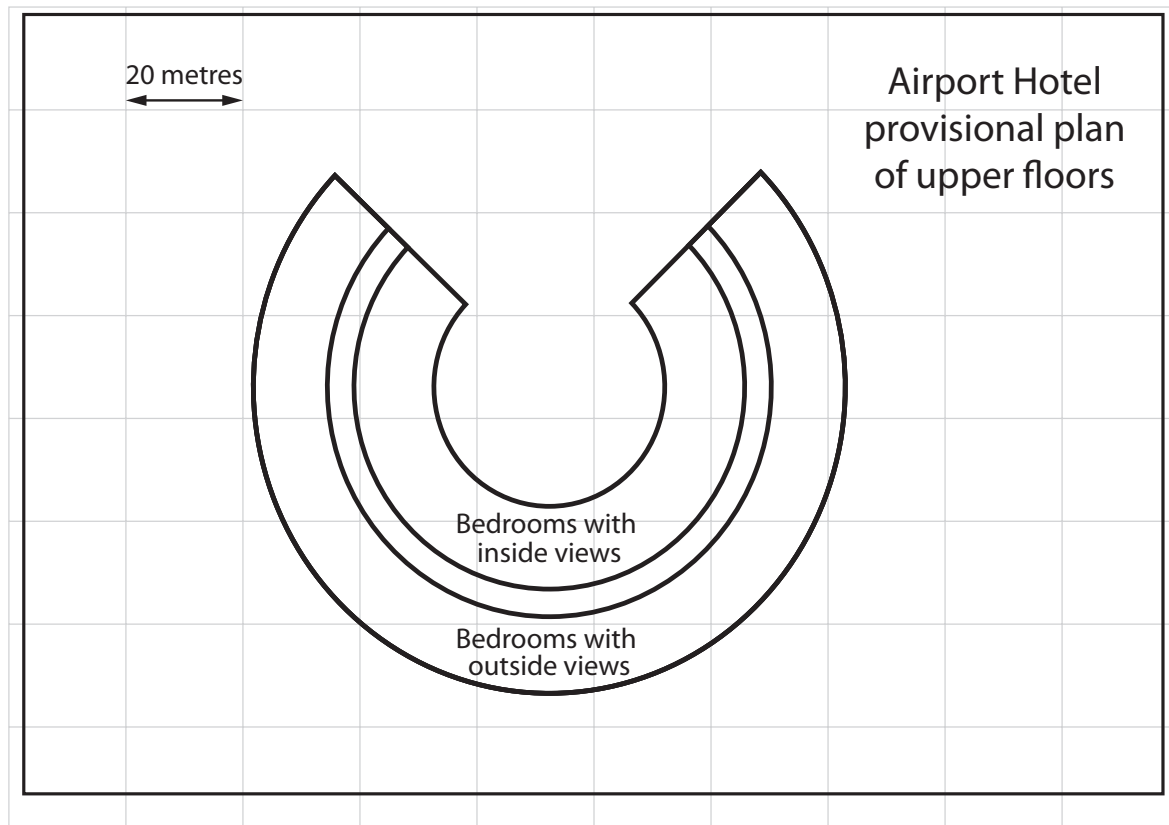 20 metres
Airport Hotel
provisional plan
of upper floors
Bedrooms with
inside views
Bedrooms with
outside views